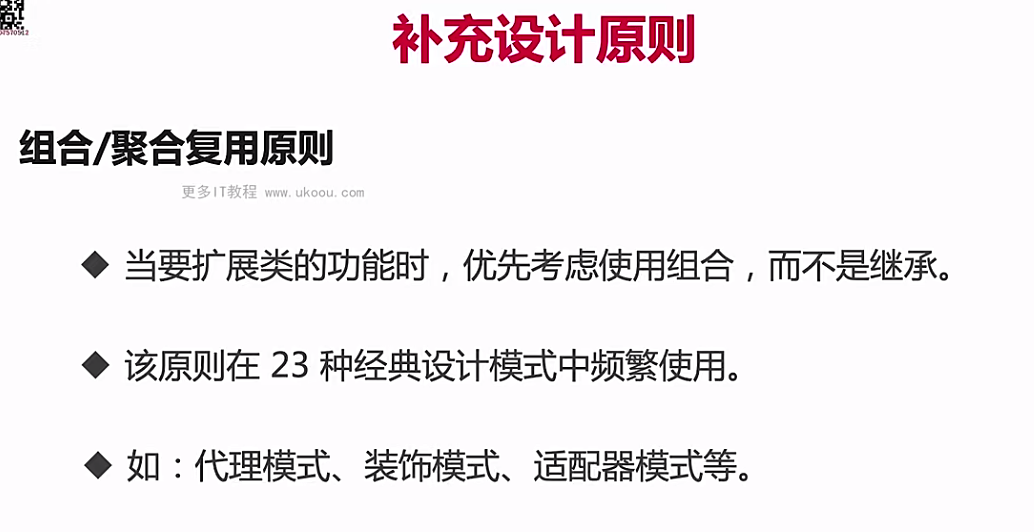 补充设计原则
组合/聚合复用原则
更多IT教程 www.ukoou.com
◆ 当要扩展类的功能时，优先考虑使用组合，而不是继承。
◆ 该原则在 23 种经典设计模式中频繁使用。
◆ 如：代理模式、装饰模式、适配器模式等。